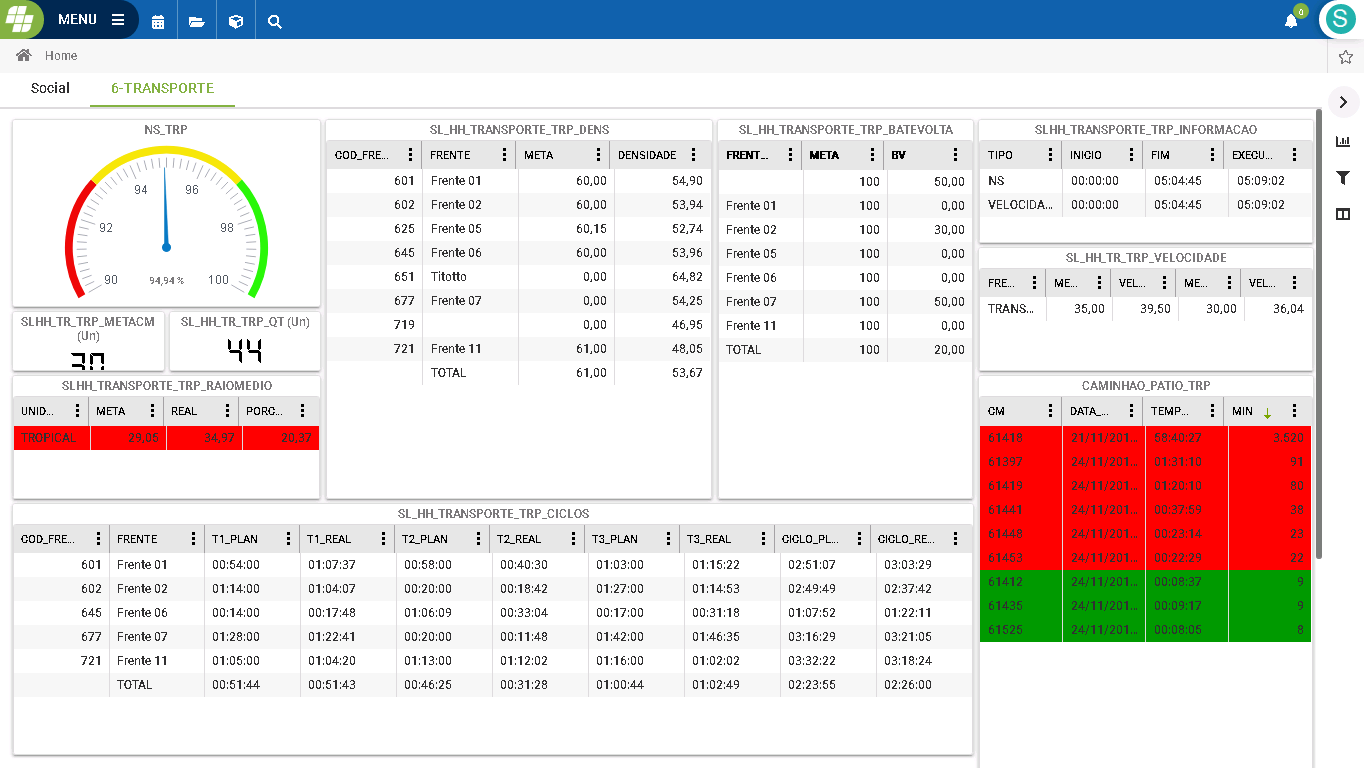 MENU
0
S
Home
Social 6-TRANSPORTE
NS_TRP
94 96
92 98
90 94,94 % 100
SLHH_TR_TRP_METACM (Un)
30
SL_HH_TR_TRP_QT (Un)
44
SLHH_TRANSPORTE_TRP_RAIOMEDIO
UNID... META REAL PORC...
TROPICAL 29,05 34,97 20,37
SL_HH_TRANSPORTE_TRP_DENS
COD_FRE... FRENTE META DENSIDADE
601 Frente 01 60,00 54,90
602 Frente 02 60,00 53,94
625 Frente 05 60,15 52,74
645 Frente 06 60,00 53,96
651 Titotto 0,00 64,82
677 Frente 07 0,00 54,25
719 0,00 46,95
721 Frente 11 61,00 48,05
TOTAL 61,00 53,67
SL_HH_TRANSPORTE_TRP_BATEVOLTA
FRENT... META BV
100 50,00
Frente 01 100 0,00
Frente 02 100 30,00
Frente 05 100 0,00
Frente 06 100 0,00
Frente 07 100 50,00
Frente 11 100 0,00
TOTAL 100 20,00
SLHH_TRANSPORTE_TRP_INFORMACAO
TIPO INICIO FIM EXECU...
NS 00:00:00 05:04:45 05:09:02
VELOCIDA... 00:00:00 05:04:45 05:09:02
SL_HH_TR_TRP_VELOCIDADE
FRE... ME... VEL... ME... VEL...
TRANS... 35,00 39,50 30,00 36,04
CAMINHAO_PATIO_TRP
CM DATA_... TEMP... MIN
61418 21/11/201... 58:40:27 3.520
61397 24/11/201... 01:31:10 91
61419 24/11/201... 01:20:10 80
61441 24/11/201... 00:37:59 38
61448 24/11/201... 00:23:14 23
61453 24/11/201... 00:22:29 22
61412 24/11/201... 00:08:37 9
61435 24/11/201... 00:09:17 9
61525 24/11/201... 00:08:05 8
SL_HH_TRANSPORTE_TRP_CICLOS
COD_FRE... FRENTE T1_PLAN T1_REAL T2_PLAN T2_REAL T3_PLAN T3_REAL CICLO_PL... CICLO_RE...
601 Frente 01 00:54:00 01:07:37 00:58:00 00:40:30 01:03:00 01:15:22 02:51:07 03:03:29
602 Frente 02 01:14:00 01:04:07 00:20:00 00:18:42 01:27:00 01:14:53 02:49:49 02:37:42
645 Frente 06 00:14:00 00:17:48 01:06:09 00:33:04 00:17:00 00:31:18 01:07:52 01:22:11
677 Frente 07 01:28:00 01:22:41 00:20:00 00:11:48 01:42:00 01:46:35 03:16:29 03:21:05
721 Frente 11 01:05:00 01:04:20 01:13:00 01:12:02 01:16:00 01:02:02 03:32:22 03:18:24
TOTAL 00:51:44 00:51:43 00:46:25 00:31:28 01:00:44 01:02:49 02:23:55 02:26:00